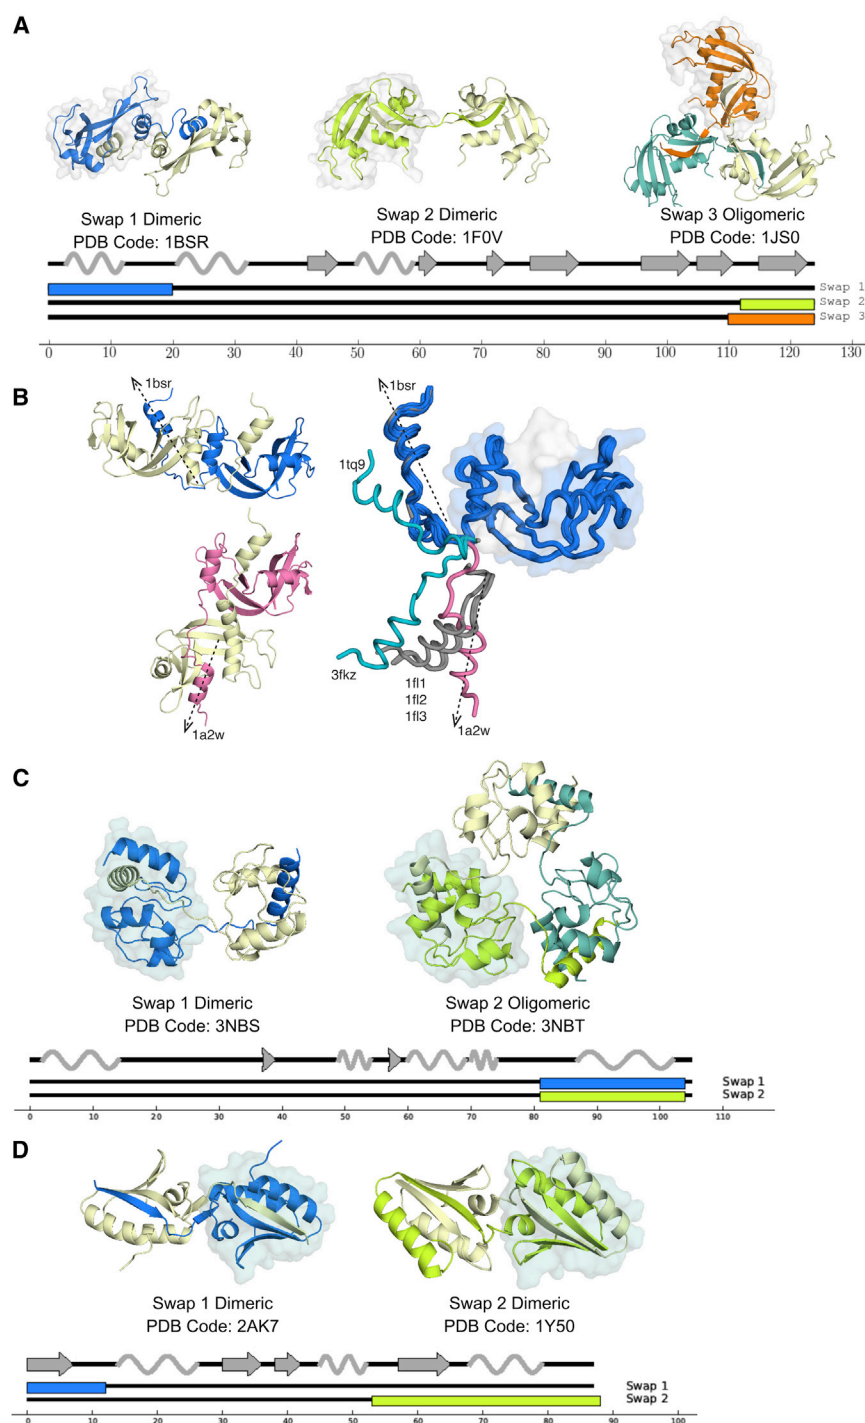 A
Swap 1 Dimeric
PDB Code: 1BSR
Swap 2 Dimeric
PDB Code: 1F0V
Swap 3 Oligomeric
PDB Code: 1JS0
Swap 1
Swap 2
Swap 3
0 10 20 30 40 50 60 70 80 90 100 110 120 130
B
1bsr
1bsr
1tq9
3fkz
1fl1
1fl2
1fl3
1a2w
1a2w
C
Swap 1 Dimeric
PDB Code: 3NBS
Swap 2 Oligomeric
PDB Code: 3NBT
Swap 1
Swap 2
0 10 20 30 40 50 60 70 80 90 100 110
D
Swap 1 Dimeric
PDB Code: 2AK7
Swap 2 Dimeric
PDB Code: 1Y50
Swap 1
Swap 2
0 10 20 30 40 50 60 70 80 90 100